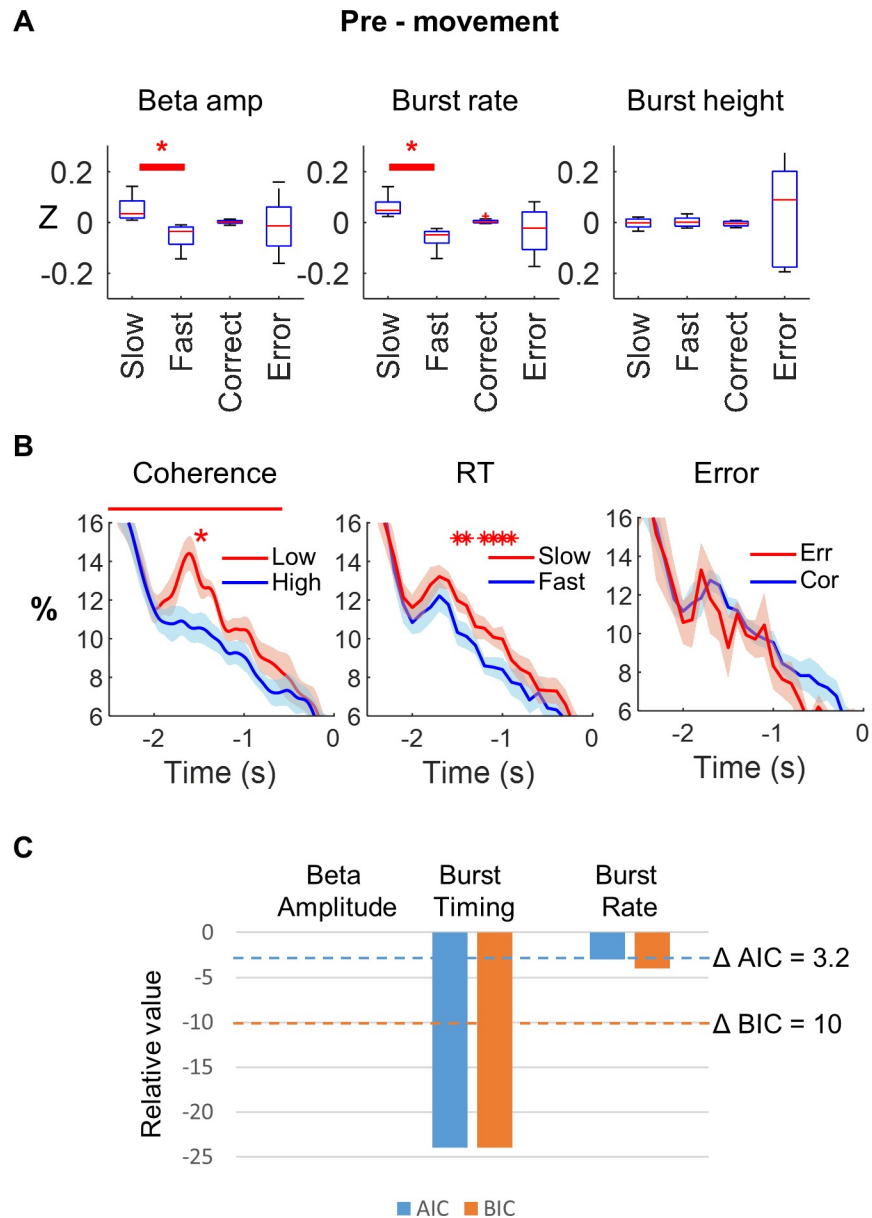 A
Pre - movement
Beta amp
Burst rate
Burst height
*
*
0.2
0.2
0.2
Z
0
0
0
-0.2
-0.2
0.2
Slow
Fast
Correct
Error
Slow
Fast
Correct
Error
Slow
Fast
Correct
Error
B
Coherence
RT
Error
16
16
16
*
**
****
14
Low
14
Slow
14
Err
High
Fast
Cor
12
12
12
%
10
10
10
8
8
8
6
6
6
-2
-1
0
-2
-1
0
-2
-1
0
Time (s)
Time (s)
Time (s)
C
Beta
Amplitude
Burst
Timing
Burst
Rate
0
Δ AIC = 3.2
-5
-10
Δ BIC = 10
-15
-20
-25
Relative value
AIC
BIC